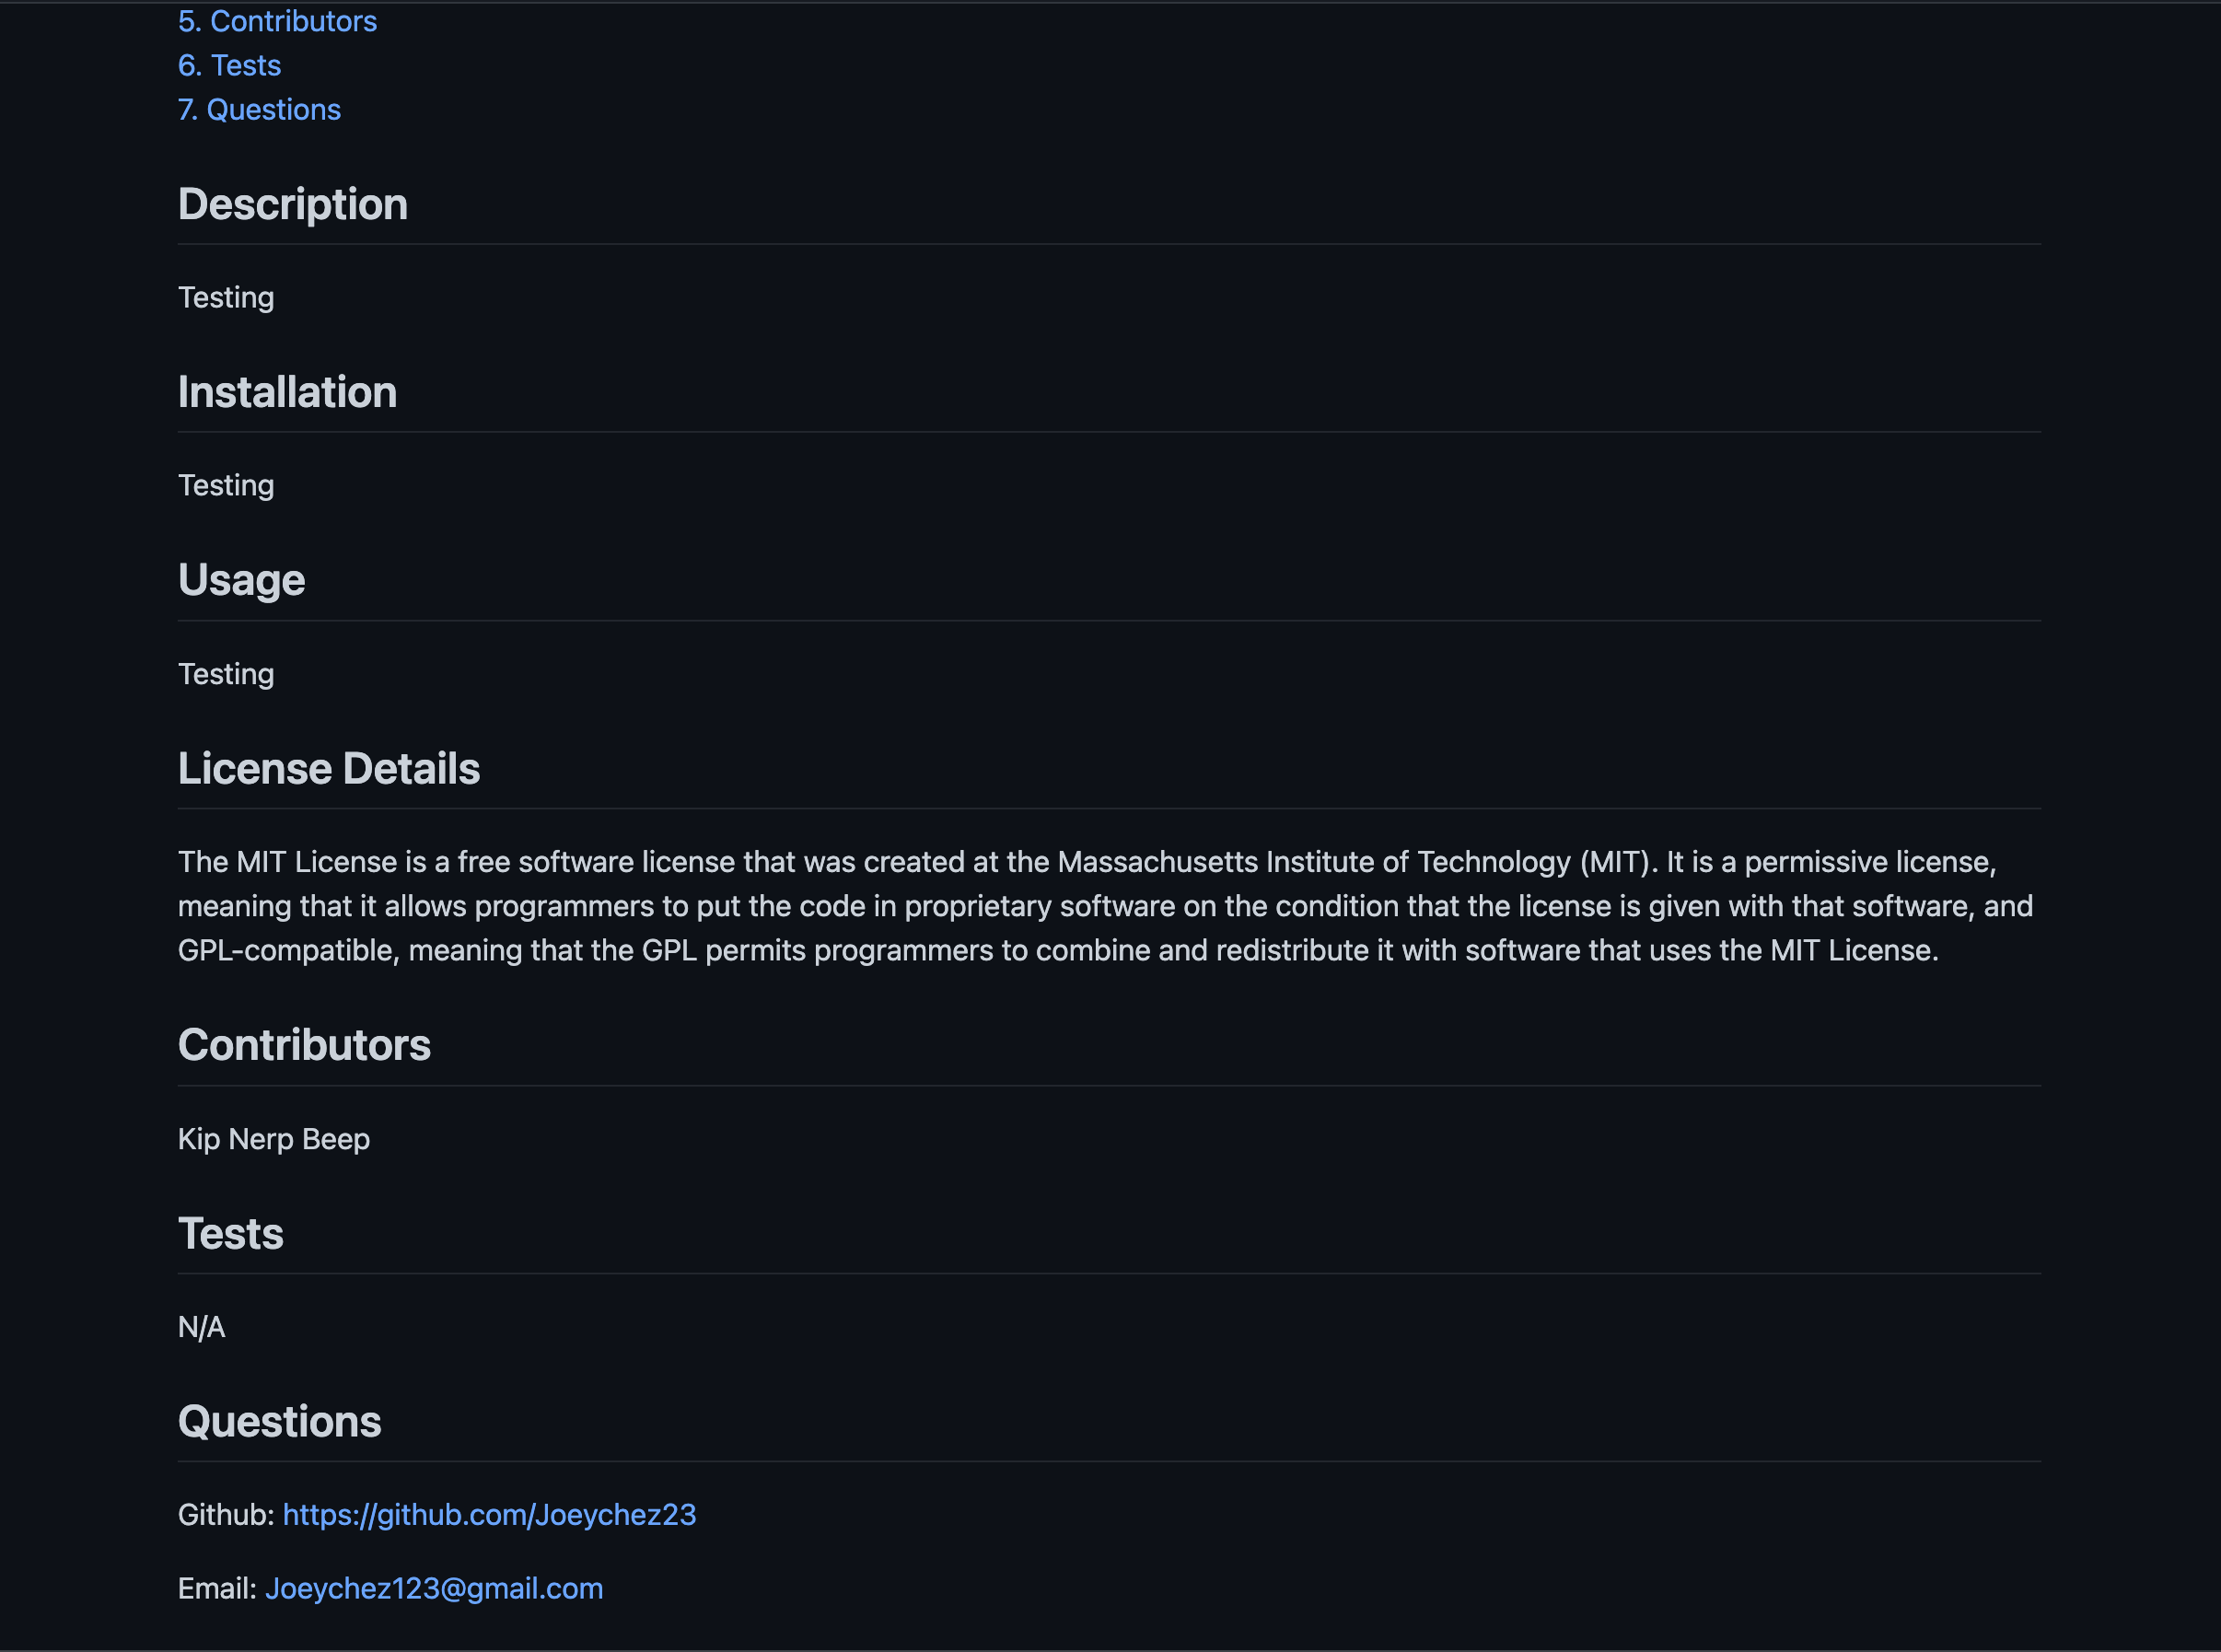 5. Contributors
6. Tests
7. Questions
Description
Testing
Installation
Testing
Usage
Testing
License Details
The MIT License is a free software license that was created at the Massachusetts Institute of Technology (MIT). It is a permissive license,
meaning that it allows programmers to put the code in proprietary software on the condition that the license is given with that software, and
GPL-compatible, meaning that the GPL permits programmers to combine and redistribute it with software that uses the MIT License.
Contributors
Kip Nerp Beep
Tests
N/A
Questions
Github: https://github.com/Joeychez23
Email: Joeychez123@gmail.com